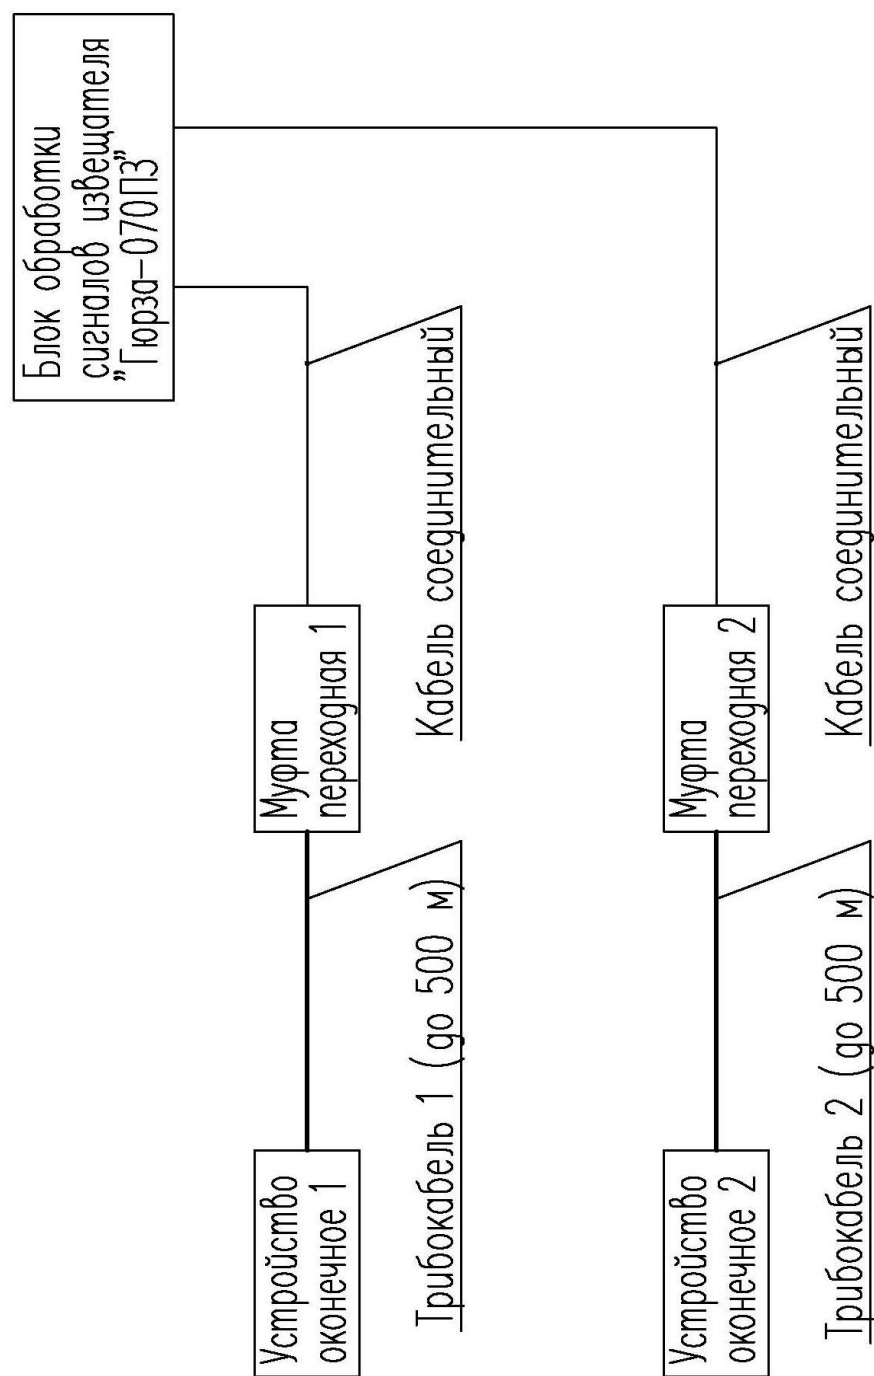 Блок обработки
сигналов извещателя
"Гюрза-070ПЗ"
Муфта
переходная 1
Кабель соединительный
Устройство
оконечное 1
Трибокабель 1 (до 500 м)
Муфта
переходная 2
Кабель соединительный
Устройство
оконечное 2
Трибокабель 2 (до 500 м)